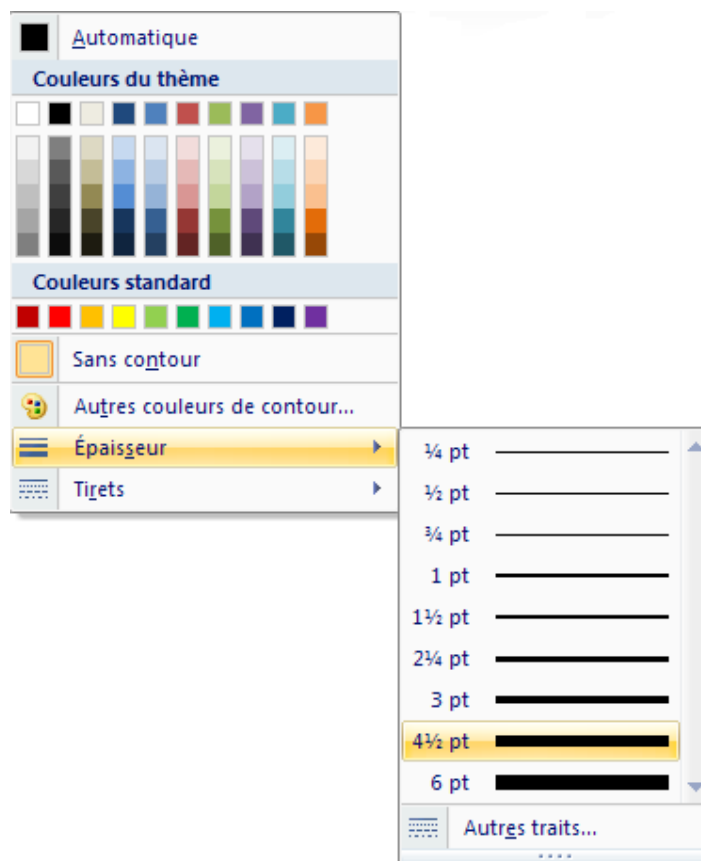 Automatique
Couleurs du thème
Couleurs standard
Sans contour
Autres couleurs de contour...
Épaisseur
Tirets
¼ pt
½ pt
¾ pt
1 pt
1½ pt
2¼ pt
3 pt
4½ pt
6 pt
Autres traits...